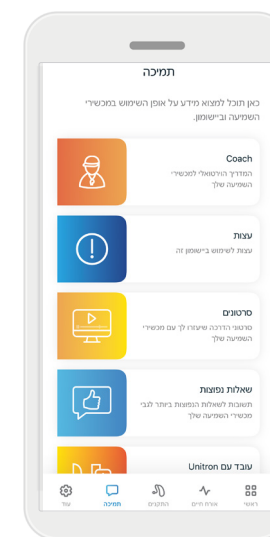 תמיכה
כאן תוכל למצוא מידע על אופן השימוש במכשירי
השמיעה וביישומון.
Coach
המדריך הוירטואלי למכשירי
השמיעה שלך
עצות
עצות לשימוש ביישומון זה
סרטונים
סרטוני הדרכה שיעזרו לך עם מכשירי
השמיעה שלך
שאלות נפוצות
תשובות לשאלות הנפוצות ביותר לגבי
מכשירי השמיעה שלך
עובד עם Unitron
ראשי
אורח חיים
התקנים
תמיכה
עוד